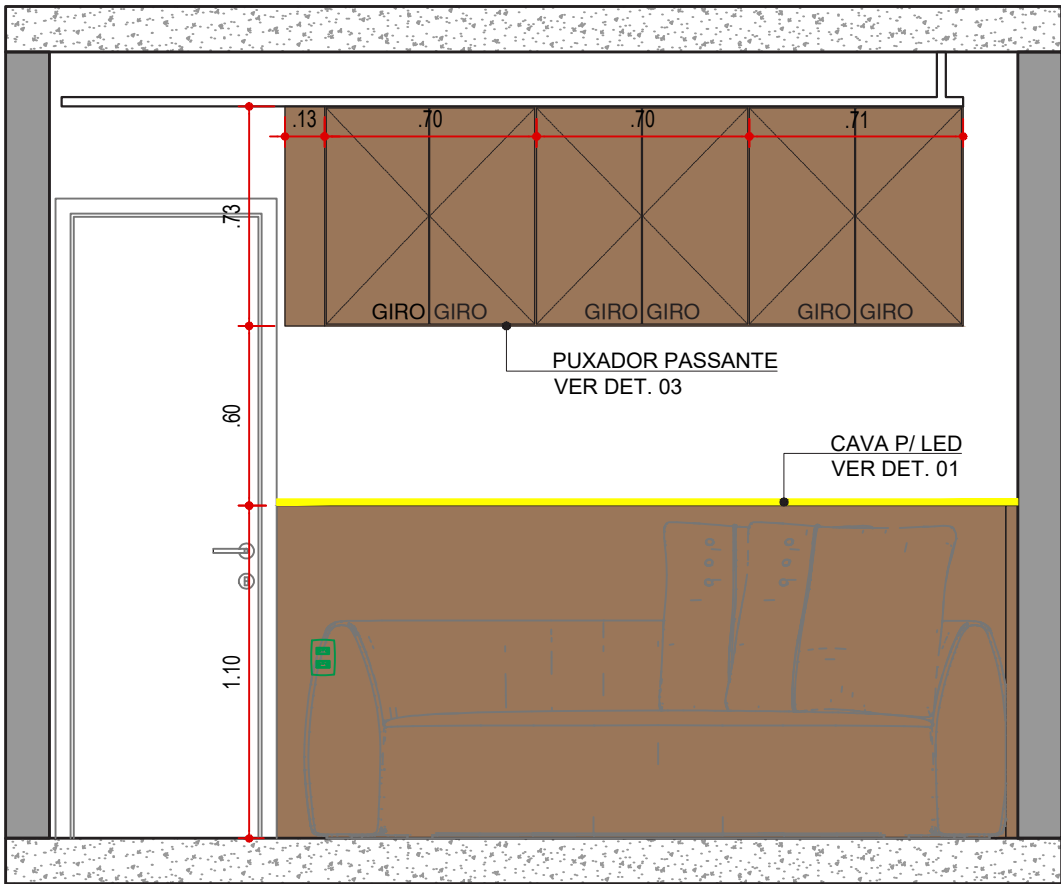 .13 .70 .70 .71
.73
GIRO GIRO GIRO GIRO GIRO GIRO
PUXADOR PASSANTE
VER DET. 03
.60
CAVA P/ LED
VER DET. 01
1.10